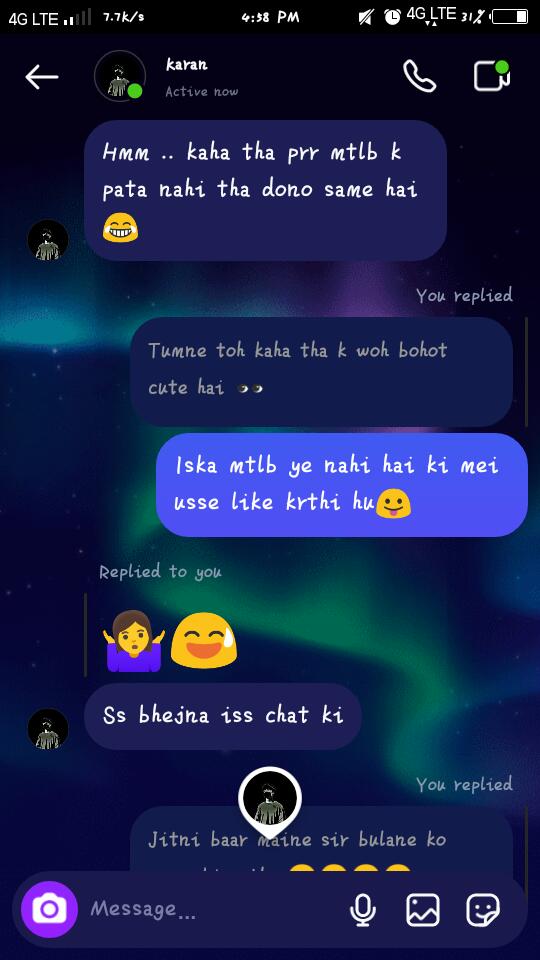 4G LTE 7.7K/s 4:58 PM 4G LTE 31%
karan
Active now
Hmm .. kaha tha prr mtlb k
pata nahi tha dono same hai
😂
You replied
Tumne toh kaha tha k woh bohot
cute hai 👀
Iska mtlb ye nahi hai ki mei
usse like krthi hu😛
Replied to you
🤷‍♀️😅
Ss bhejna iss chat ki
You replied
Jitni baar maine sir bulane ko
Message...